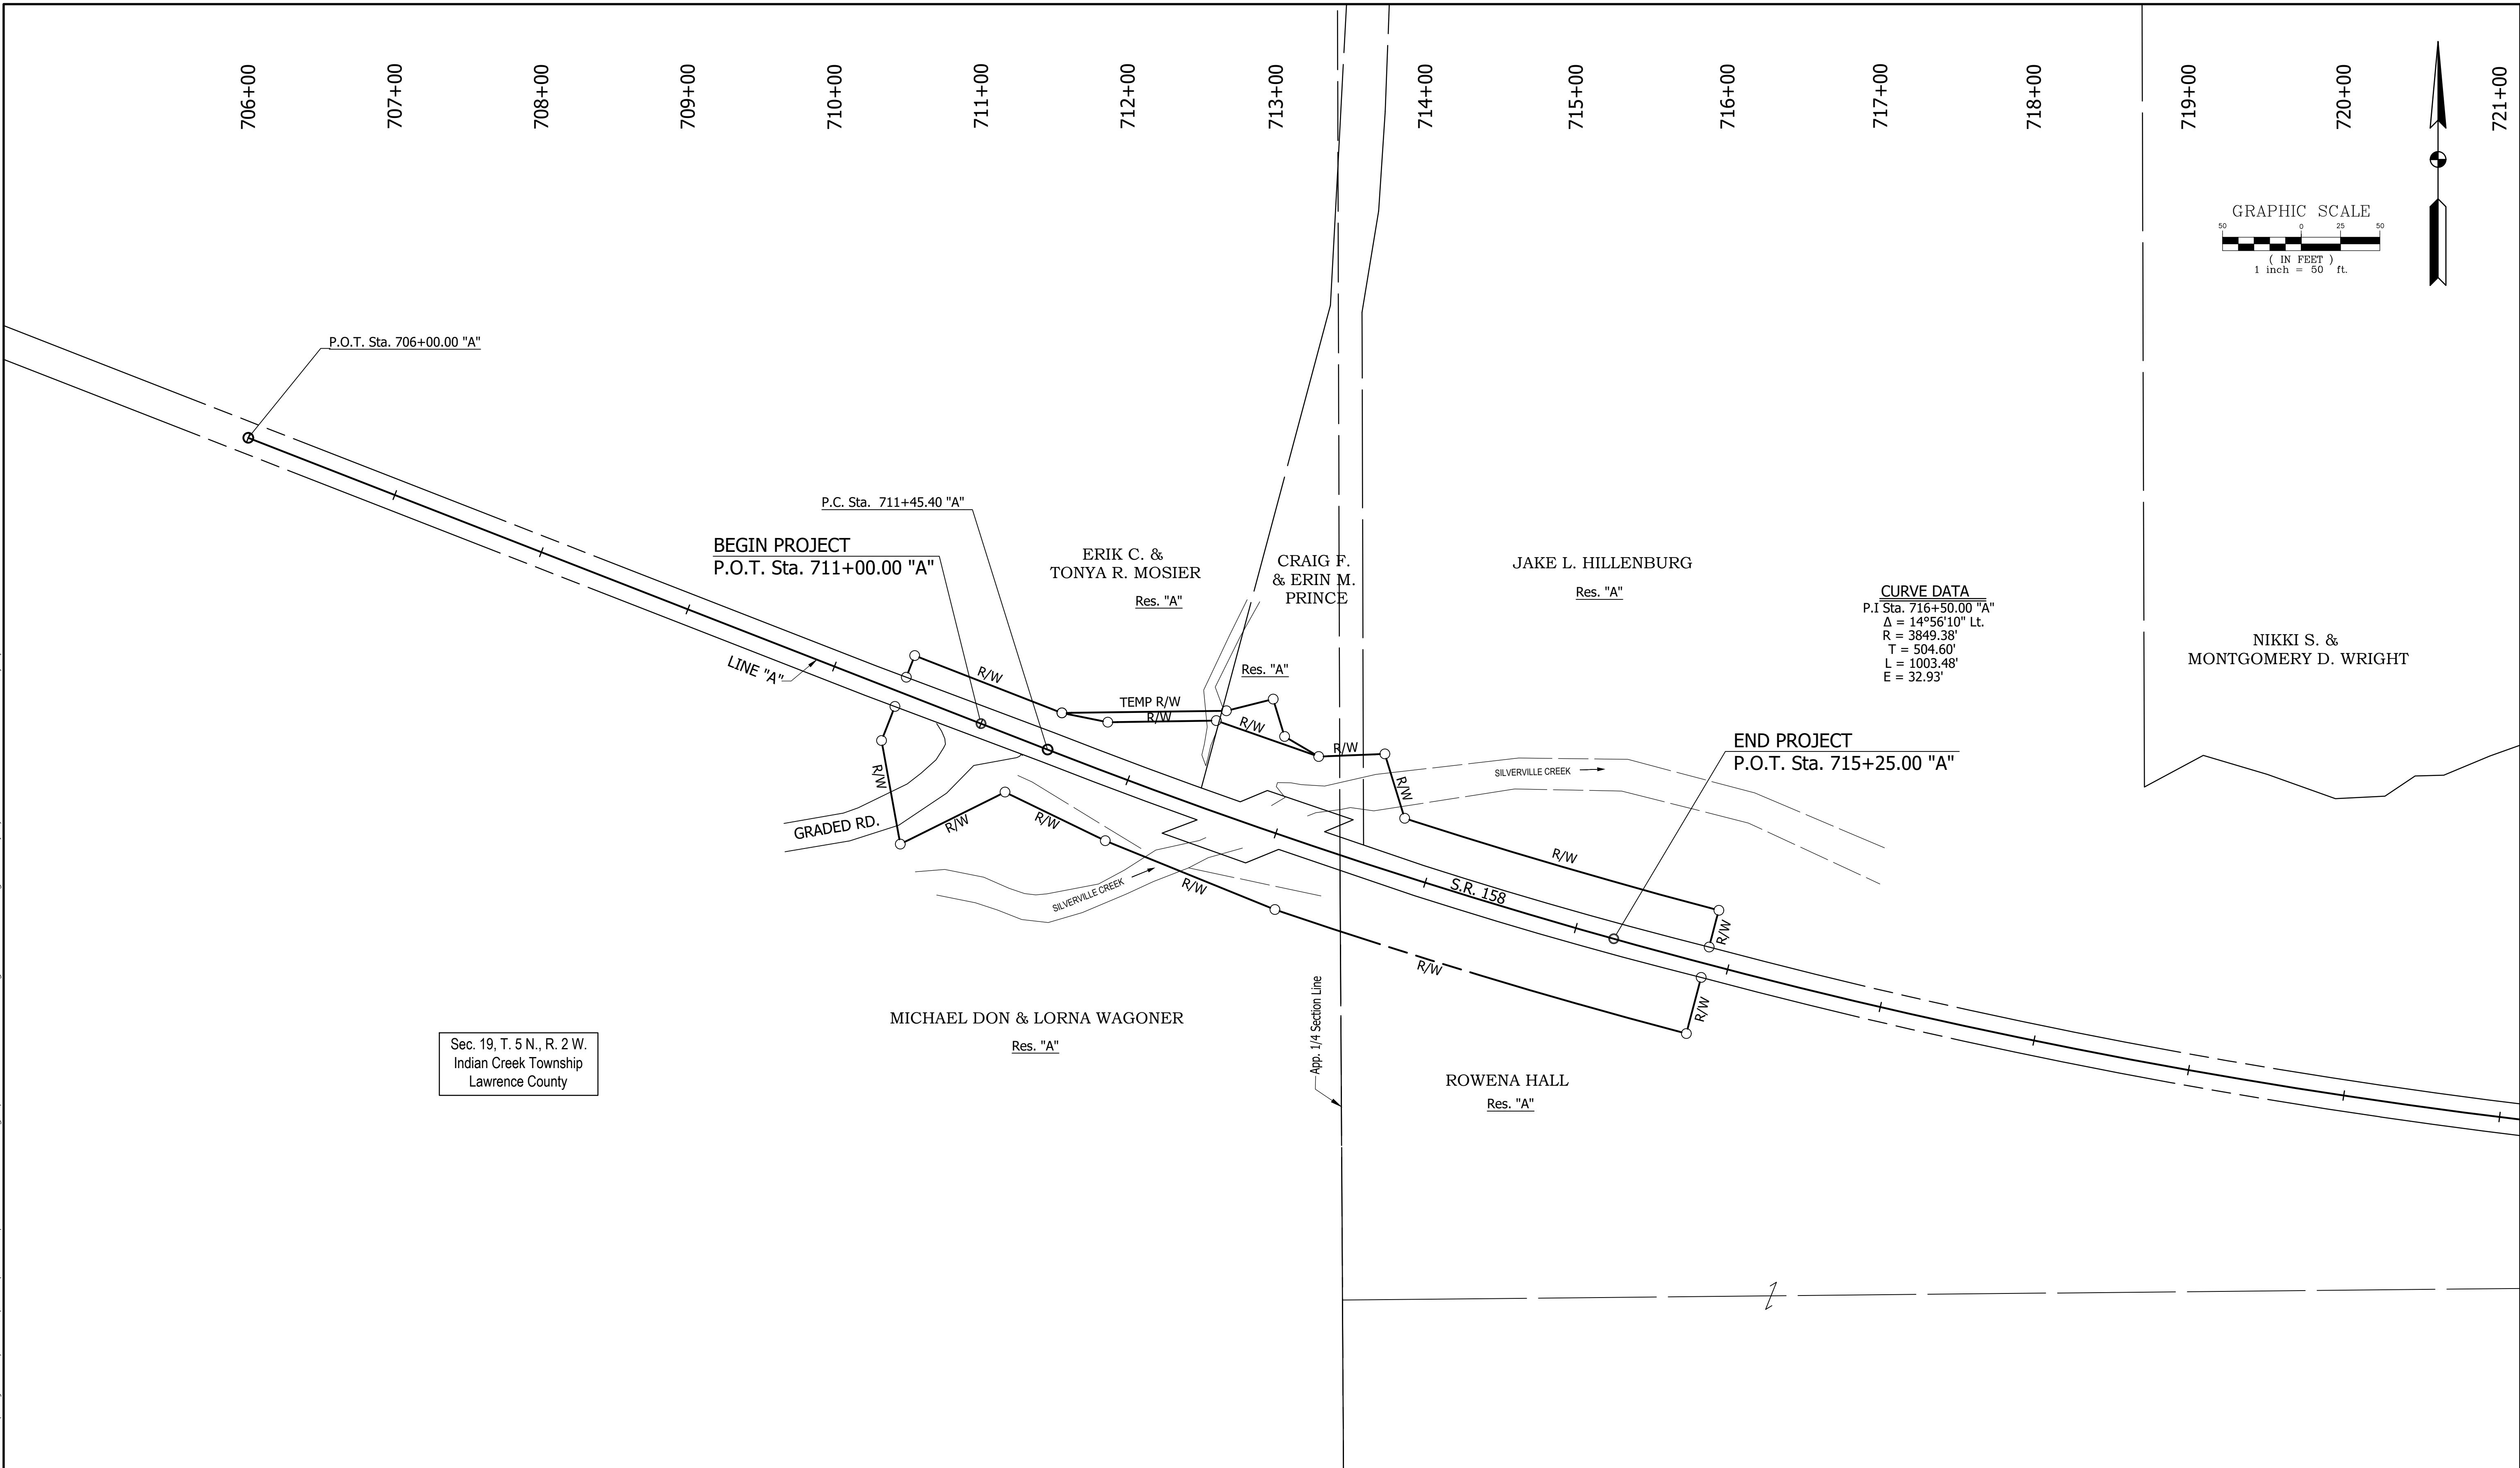 706+00
707+00
708+00
709+00
710+00
711+00
712+00
713+00
714+00
715+00
716+00
717+00
718+00
719+00
720+00
721+00
GRAPHIC SCALE
50 0 25 50
( IN FEET )
1 inch = 50 ft.
P.O.T. Sta. 706+00.00 "A"
P.C. Sta. 711+45.40 "A"
BEGIN PROJECT
P.O.T. Sta. 711+00.00 "A"
ERIK C. &
TONYA R. MOSIER
Res. "A"
CRAIG F.
& ERIN M.
PRINCE
Res. "A"
JAKE L. HILLENBURG
Res. "A"
CURVE DATA
P.I Sta. 716+50.00 "A"
Δ = 14°56'10" Lt.
R = 3849.38'
T = 504.60'
L = 1003.48'
E = 32.93'
NIKKI S. &
MONTGOMERY D. WRIGHT
LINE "A"
R/W
TEMP R/W
R/W
R/W
R/W
R/W
R/W
R/W
R/W
GRADED RD.
SILVERVILLE CREEK
SILVERVILLE CREEK
END PROJECT
P.O.T. Sta. 715+25.00 "A"
R/W
R/W
S.R. 158
R/W
R/W
R/W
App. 1/4 Section Line
MICHAEL DON & LORNA WAGONER
Res. "A"
Sec. 19, T. 5 N., R. 2 W.
Indian Creek Township
Lawrence County
ROWENA HALL
Res. "A"